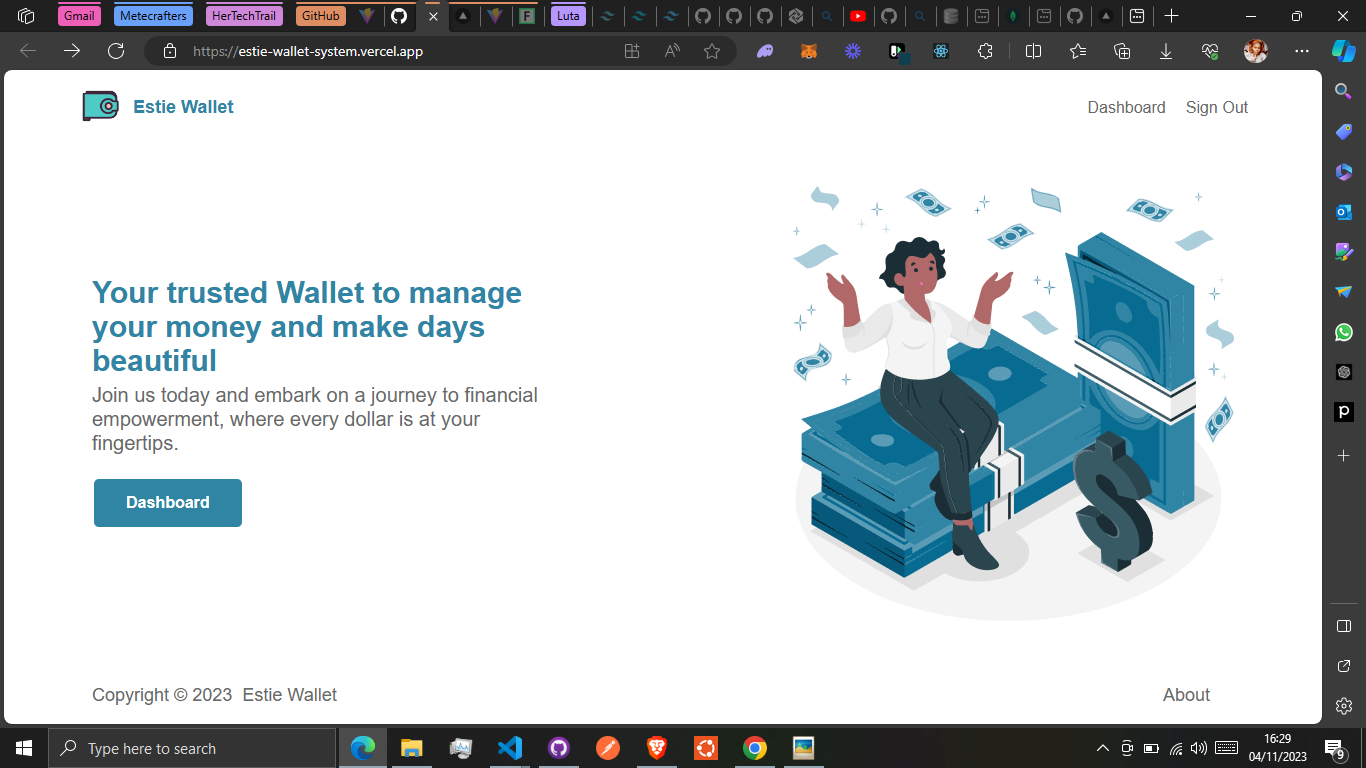 Gmail
Metecrafters
HerTechTrail
GitHub
Luta
https://estie-wallet-system.vercel.app
Estie Wallet
Dashboard
Sign Out
Your trusted Wallet to manage
your money and make days
beautiful
Join us today and embark on a journey to financial
empowerment, where every dollar is at your
fingertips.
Dashboard
$
Copyright © 2023 Estie Wallet
About
Type here to search
16:29
04/11/2023
9